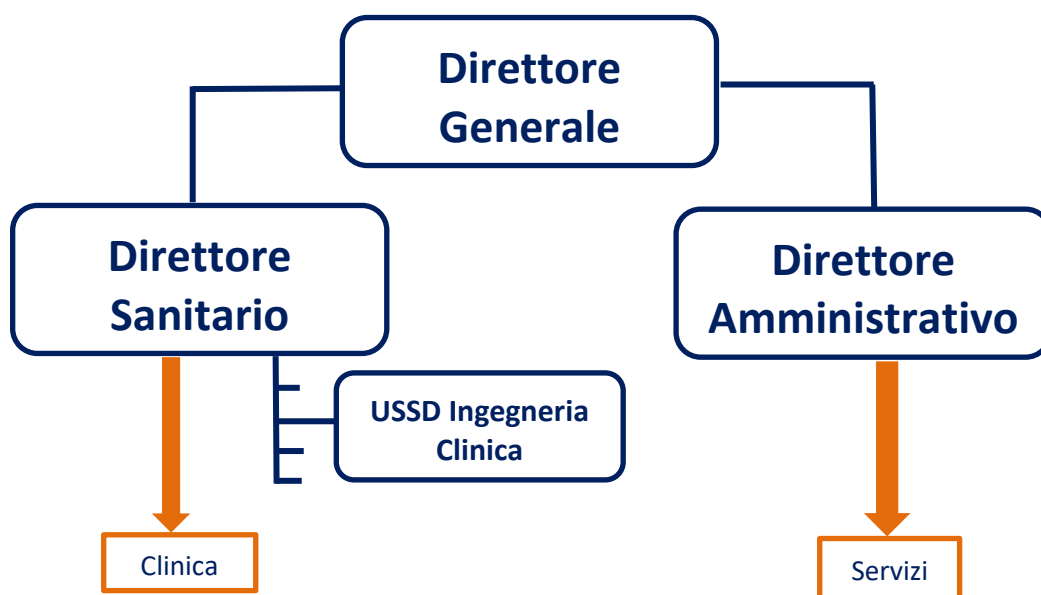 Direttore
Generale
Direttore
Sanitario
Direttore
Amministrativo
USSD Ingegneria
Clinica
Clinica
Servizi